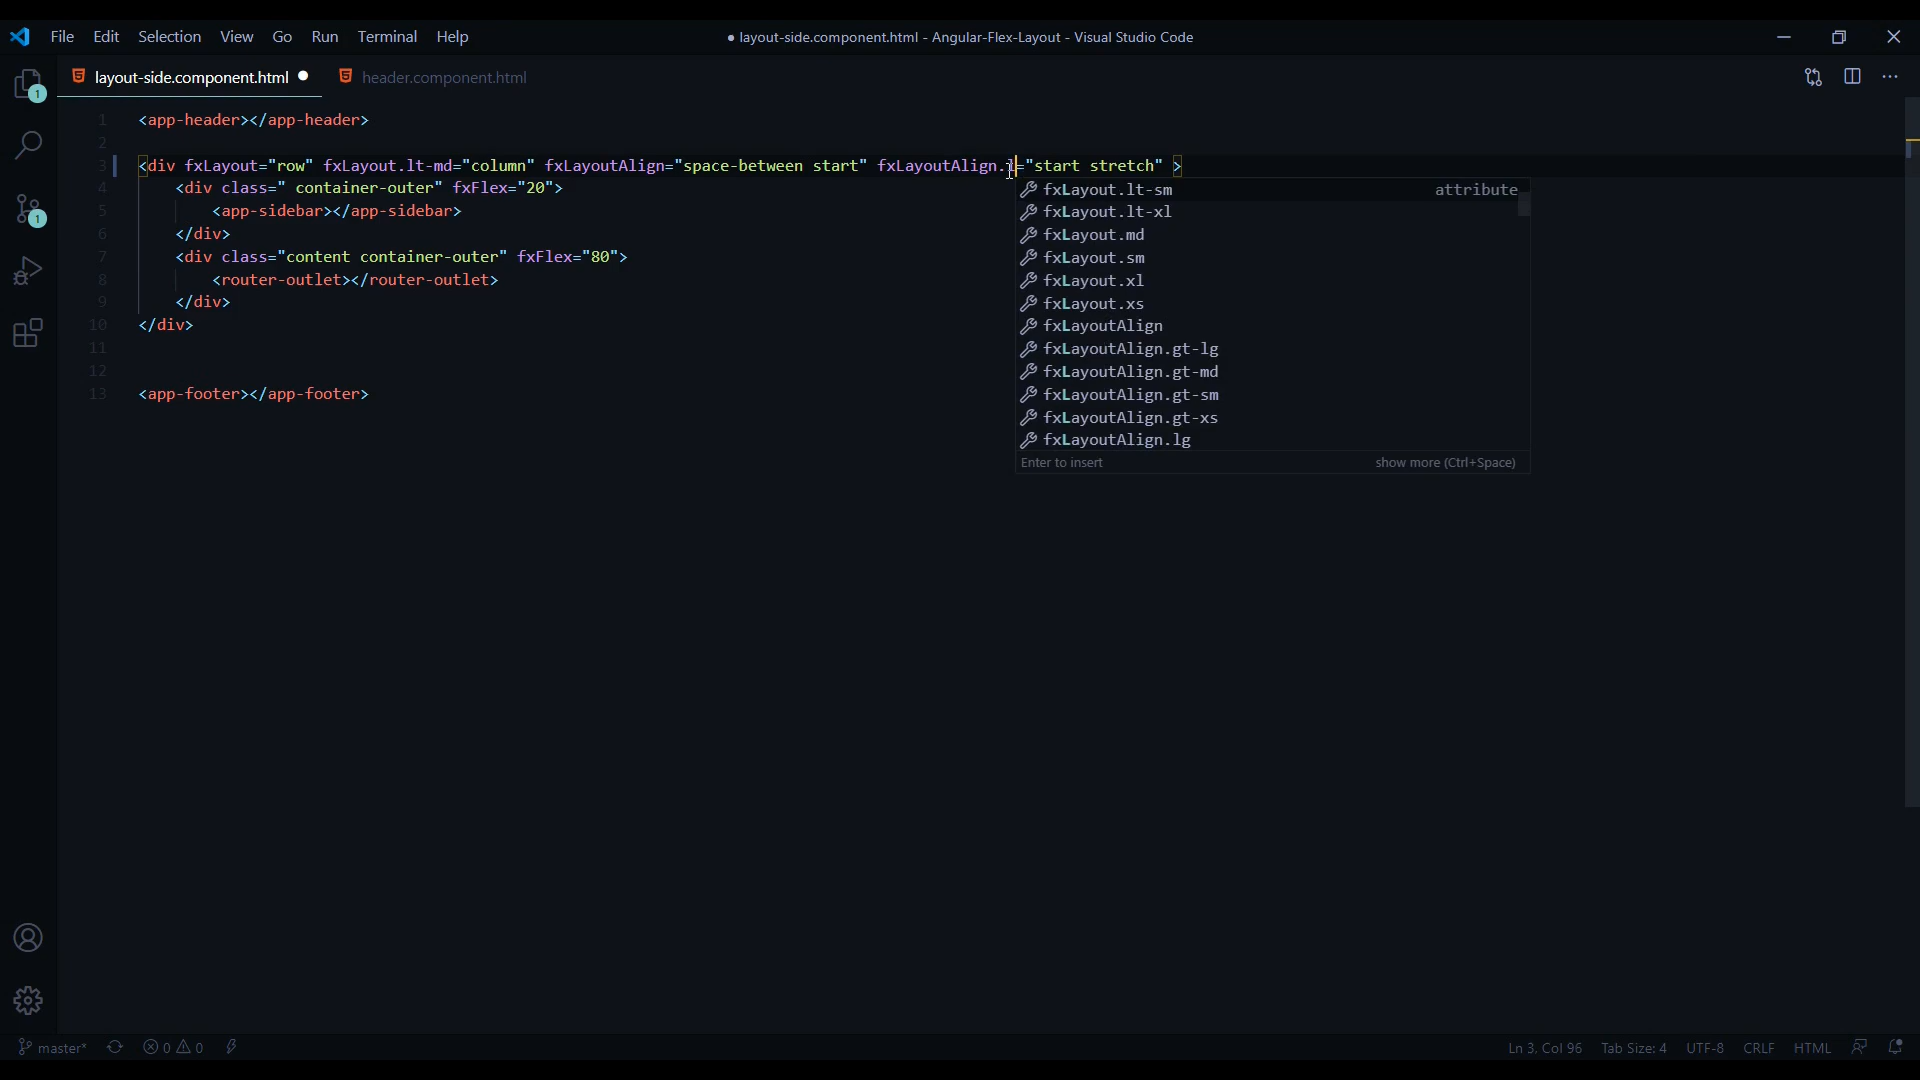 File Edit Selection View Go Run Terminal Help
● layout-side.component.html - Angular-Flex-Layout - Visual Studio Code
layout-side.component.html ●
header.component.html
1
1
1 <app-header></app-header>
2
3 <div fxLayout="row" fxLayout.lt-md="column" fxLayoutAlign="space-between start" fxLayoutAlign.l="start stretch" >
4 <div class=" container-outer" fxFlex="20">
5 <app-sidebar></app-sidebar>
6 </div>
7 <div class="content container-outer" fxFlex="80">
8 <router-outlet></router-outlet>
9 </div>
10 </div>
11
12
13 <app-footer></app-footer>
fxLayout.lt-sm attribute
fxLayout.lt-xl
fxLayout.md
fxLayout.sm
fxLayout.xl
fxLayout.xs
fxLayoutAlign
fxLayoutAlign.gt-lg
fxLayoutAlign.gt-md
fxLayoutAlign.gt-sm
fxLayoutAlign.gt-xs
fxLayoutAlign.lg
Enter to insert show more (Ctrl+Space)
master* 0 0 Ln 3, Col 96 Tab Size: 4 UTF-8 CRLF HTML